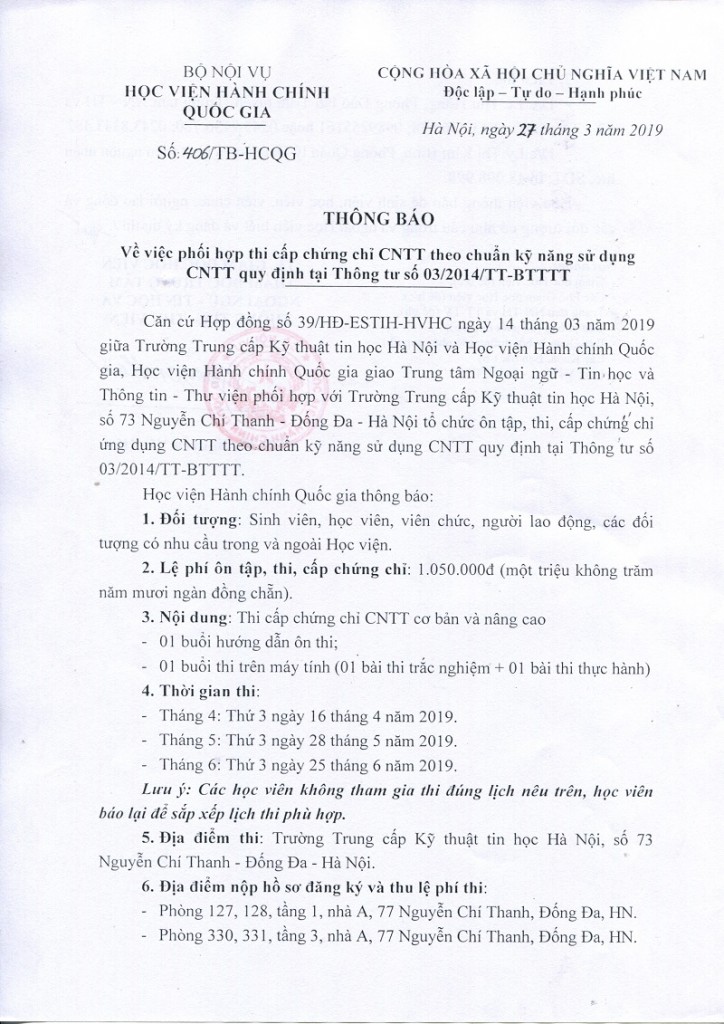 BỘ NỘI VỤ
HỌC VIỆN HÀNH CHÍNH
QUỐC GIA
Số: 406/TB-HCQG
CỘNG HÒA XÃ HỘI CHỦ NGHĨA VIỆT NAM
Độc lập – Tự do – Hạnh phúc
Hà Nội, ngày 27 tháng 3 năm 2019
THÔNG BÁO
Về việc phối hợp thi cấp chứng chỉ CNTT theo chuẩn kỹ năng sử dụng
CNTT quy định tại Thông tư số 03/2014/TT-BTTTT
Căn cứ Hợp đồng số 39/HĐ-ESTIH-HVHC ngày 14 tháng 03 năm 2019
giữa Trường Trung cấp Kỹ thuật tin học Hà Nội và Học viện Hành chính Quốc
gia, Học viện Hành chính Quốc gia giao Trung tâm Ngoại ngữ - Tin học và
Thông tin - Thư viện phối hợp với Trường Trung cấp Kỹ thuật tin học Hà Nội,
số 73 Nguyễn Chí Thanh - Đống Đa - Hà Nội tổ chức ôn tập, thi, cấp chứng chỉ
ứng dụng CNTT theo chuẩn kỹ năng sử dụng CNTT quy định tại Thông tư số
03/2014/TT-BTTTT.
Học viện Hành chính Quốc gia thông báo:
1. Đối tượng: Sinh viên, học viên, viên chức, người lao động, các đối
tượng có nhu cầu trong và ngoài Học viện.
2. Lệ phí ôn tập, thi, cấp chứng chỉ: 1.050.000đ (một triệu không trăm
năm mươi ngàn đồng chẵn).
3. Nội dung: Thi cấp chứng chỉ CNTT cơ bản và nâng cao
- 01 buổi hướng dẫn ôn thi;
- 01 buổi thi trên máy tính (01 bài thi trắc nghiệm + 01 bài thi thực hành)
4. Thời gian thi:
- Tháng 4: Thứ 3 ngày 16 tháng 4 năm 2019.
- Tháng 5: Thứ 3 ngày 28 tháng 5 năm 2019.
- Tháng 6: Thứ 3 ngày 25 tháng 6 năm 2019.
Lưu ý: Các học viên không tham gia thi đúng lịch nêu trên, học viên
báo lại để sắp xếp lịch thi phù hợp.
5. Địa điểm thi: Trường Trung cấp Kỹ thuật tin học Hà Nội, số 73
Nguyễn Chí Thanh - Đống Đa - Hà Nội.
6. Địa điểm nộp hồ sơ đăng ký và thu lệ phí thi:
- Phòng 127, 128, tầng 1, nhà A, 77 Nguyễn Chí Thanh, Đống Đa, HN.
- Phòng 330, 331, tầng 3, nhà A, 77 Nguyễn Chí Thanh, Đống Đa, HN.